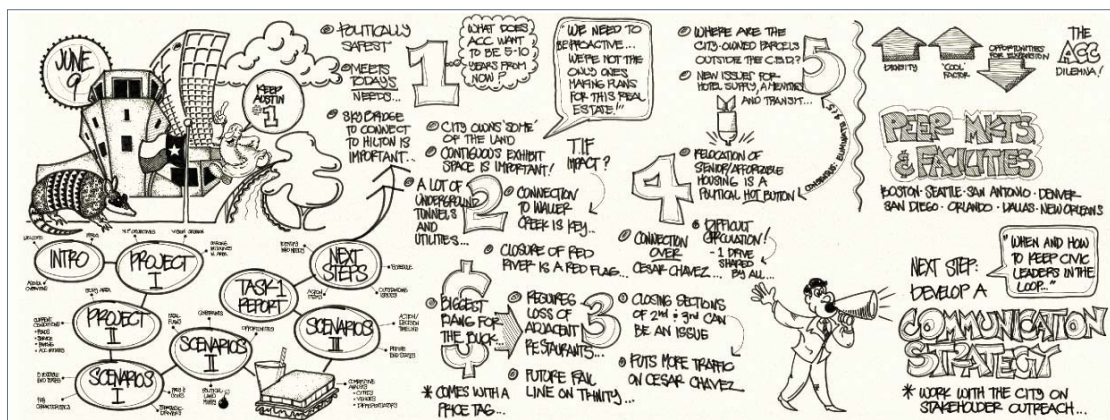 JUNE
9
KEEP
AUSTIN
#1
POLITICALLY
SAFEST
MEETS
TODAYS
NEEDS...
SKYBRIDGE
TO CONNECT
TO HILTON IS
IMPORTANT...
1
WHAT DOES
ACC WANT
TO BE 5-10
YEARS FROM
NOW?
CITY OWNS 'SOME'
OF THE LAND
CONTIGUOUS EXHIBIT
SPACE IS IMPORTANT!
"WE NEED TO
BE PROACTIVE...
WE'RE NOT THE
ONLY ONES
MAKING PLANS
FOR THIS REAL
ESTATE."
TIF
IMPACT?
2
A LOT OF
UNDERGROUND
TUNNELS
AND
UTILITIES...
CONNECTION
TO WALLER
CREEK IS KEY...
CLOSURE OF RED
RIVER IS A RED FLAG...
$
BIGGEST
BANG FOR
THE BUCK...
* COMES WITH A
PRICE TAG...
3
REQUIRES
LOSS OF
ADJACENT
RESTAURANTS...
FUTURE RAIL
LINE ON TRINITY...
CLOSING SECTIONS
OF 2nd & 3rd CAN
BE AN ISSUE
PUTS MORE TRAFFIC
ON CESAR CHAVEZ...
4
RELOCATION OF
SENIOR/AFFORDABLE
HOUSING IS A
POLITICAL HOT BUTTON
CONNECTION
OVER
CESAR CHAVEZ...
DIFFICULT
CIRCULATION!
- 1 DRIVE
SHARED
BY ALL...
5
WHERE ARE THE
CITY-OWNED PARCELS
OUTSIDE THE C.B.D.?
NEW ISSUES FOR
HOTEL SUPPLY, AMENITIES
AND TRANSIT...
DENSITY
"COOL"
FACTOR
OPPORTUNITIES
FOR EXPANSION
THE
ACC
DILEMMA!
PEER MKTS
& FACILITIES
BOSTON · SEATTLE · SAN ANTONIO · DENVER
SAN DIEGO · ORLANDO · DALLAS · NEW ORLEANS
NEXT STEP:
DEVELOP A
COMMUNICATION
STRATEGY
"WHEN AND HOW
TO KEEP CIVIC
LEADERS IN THE
LOOP..."
* WORK WITH THE CITY ON
STAKEHOLDER OUTREACH...
INTRO
PROJECT
I
PROJECT
II
SCENARIOS
I
SCENARIOS
II
TASK-1
REPORT
SCENARIOS
III
NEXT
STEPS